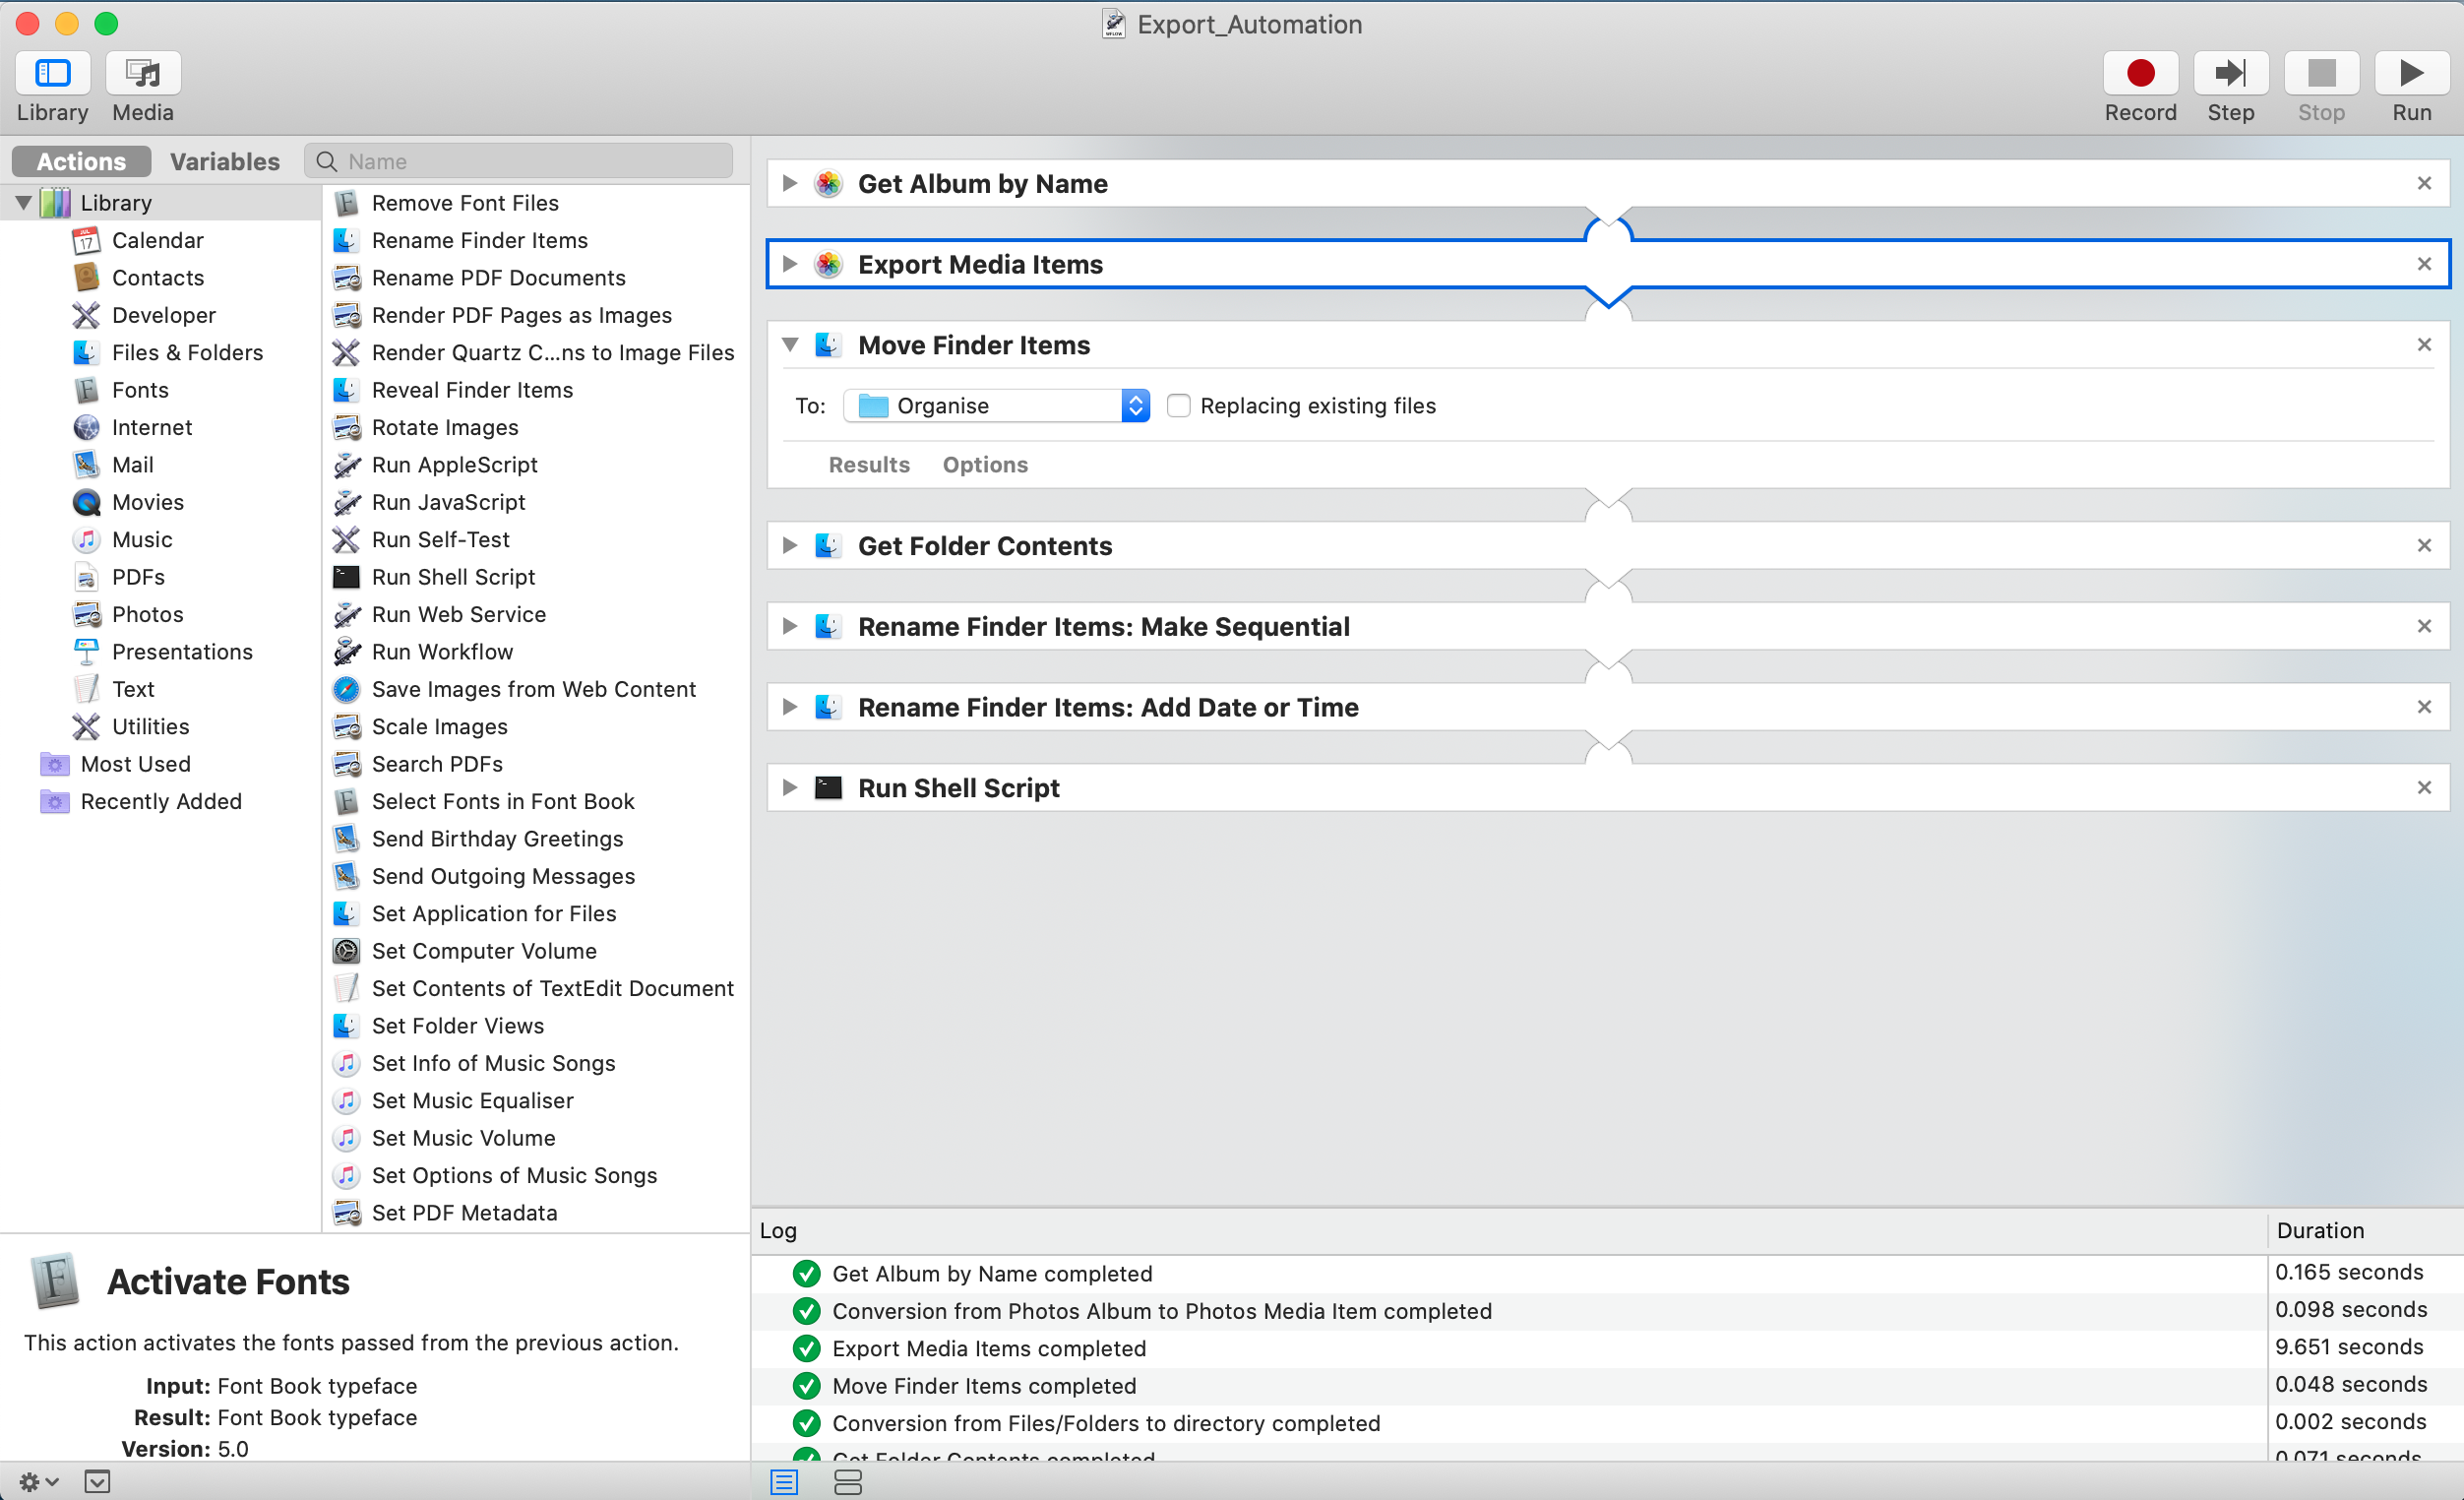 Export_Automation
Library
Media
Record
Step
Stop
Run
Actions
Variables
Name
Library
Calendar
Contacts
Developer
Files & Folders
Fonts
Internet
Mail
Movies
Music
PDFs
Photos
Presentations
Text
Utilities
Most Used
Recently Added
Remove Font Files
Rename Finder Items
Rename PDF Documents
Render PDF Pages as Images
Render Quartz C...ns to Image Files
Reveal Finder Items
Rotate Images
Run AppleScript
Run JavaScript
Run Self-Test
Run Shell Script
Run Web Service
Run Workflow
Save Images from Web Content
Scale Images
Search PDFs
Select Fonts in Font Book
Send Birthday Greetings
Send Outgoing Messages
Set Application for Files
Set Computer Volume
Set Contents of TextEdit Document
Set Folder Views
Set Info of Music Songs
Set Music Equaliser
Set Music Volume
Set Options of Music Songs
Set PDF Metadata
Activate Fonts
This action activates the fonts passed from the previous action.
Input: Font Book typeface
Result: Font Book typeface
Version: 5.0
Get Album by Name
Export Media Items
Move Finder Items
To: Organise Replacing existing files
Results Options
Get Folder Contents
Rename Finder Items: Make Sequential
Rename Finder Items: Add Date or Time
Run Shell Script
Log Duration
Get Album by Name completed 0.165 seconds
Conversion from Photos Album to Photos Media Item completed 0.098 seconds
Export Media Items completed 9.651 seconds
Move Finder Items completed 0.048 seconds
Conversion from Files/Folders to directory completed 0.002 seconds
Get Folder Contents completed 0.071 seconds